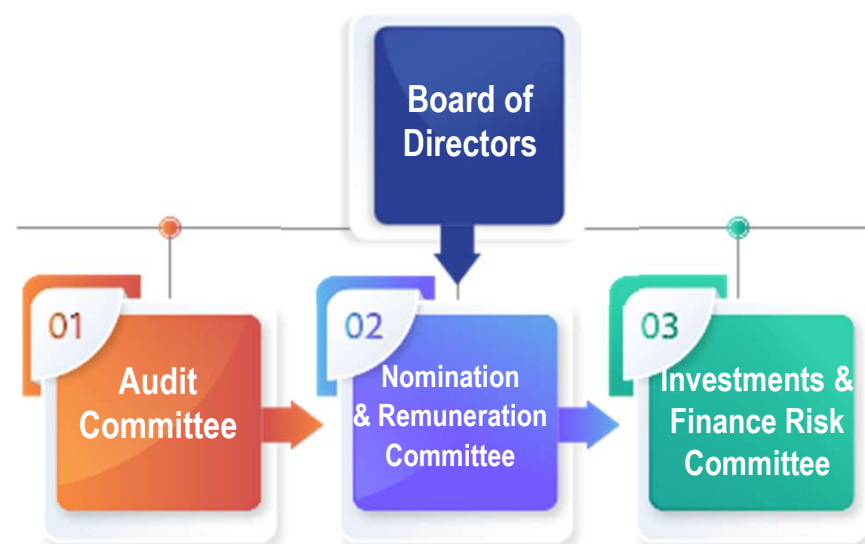 Board of
Directors
01
Audit
Committee
02
Nomination
& Remuneration
Committee
03
Investments &
Finance Risk
Committee